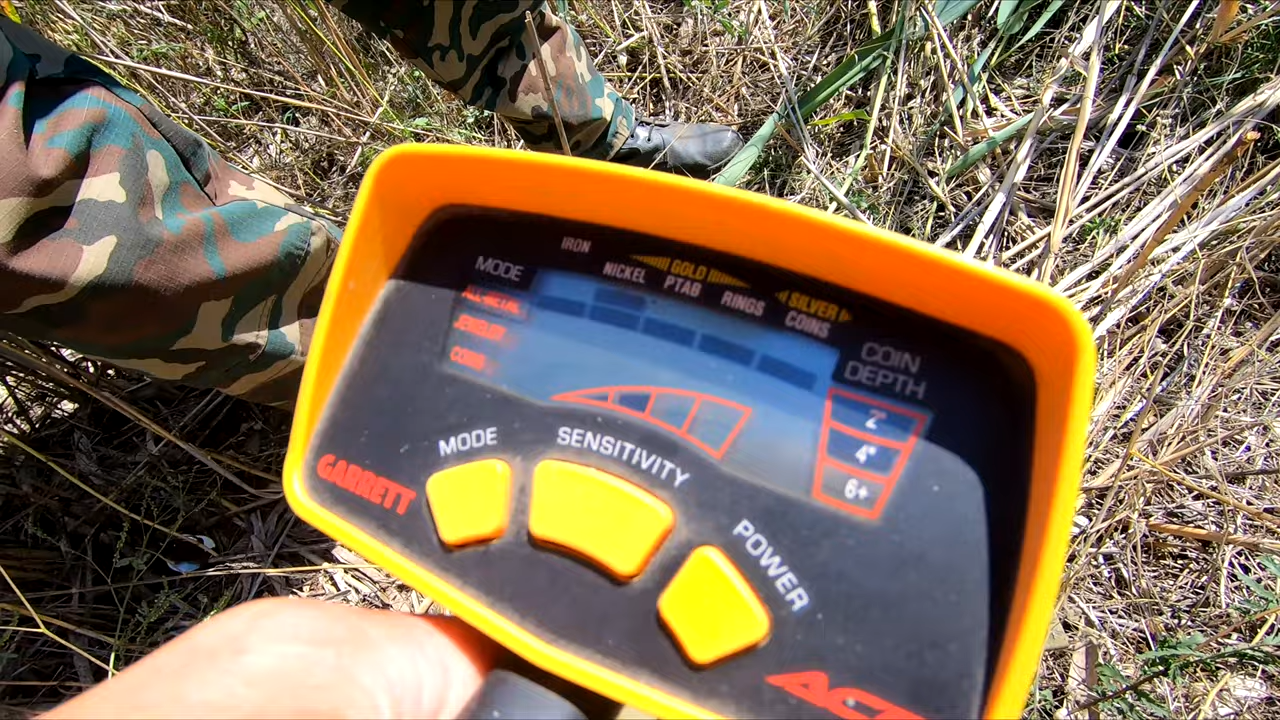 IRON
MODE
NICKEL
GOLD
PTAB
RINGS
SILVER
COINS
ALL-METAL
JEWELRY
COINS
COIN
DEPTH
2"
4"
6+
MODE
SENSITIVITY
POWER
GARRETT